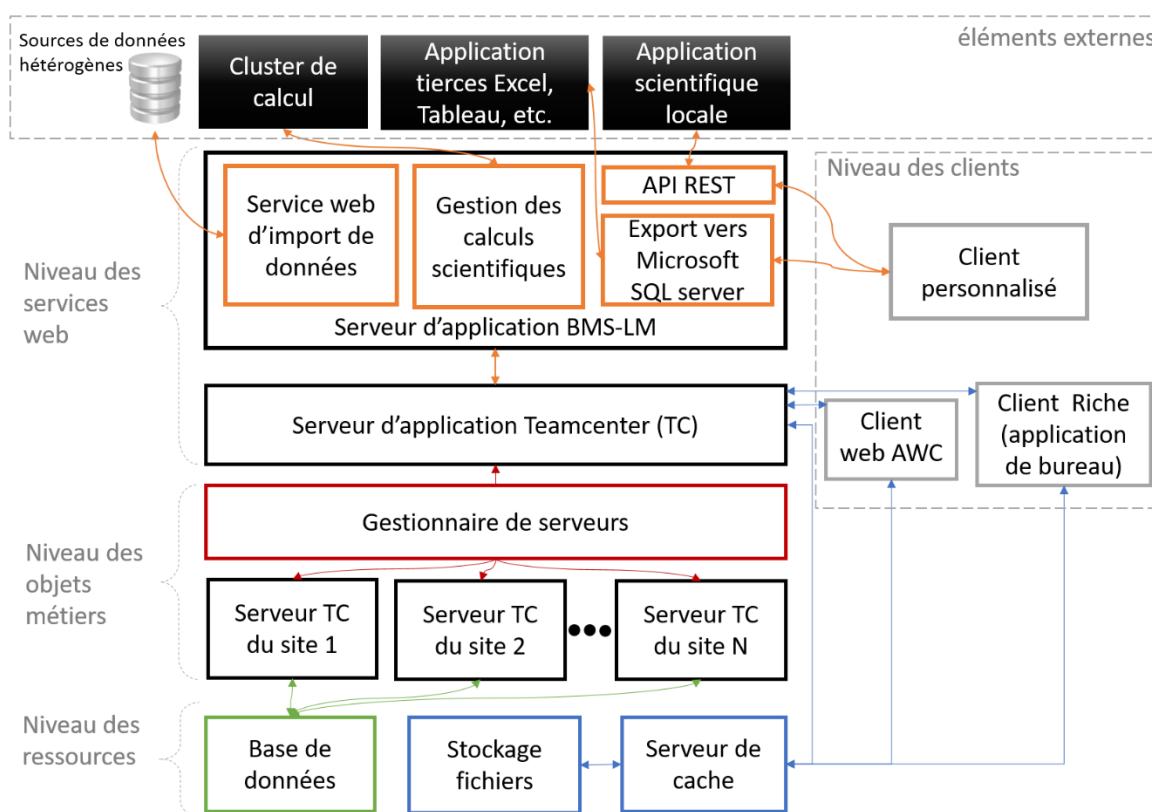 Sources de données
hétérogènes
Cluster de
calcul
Application
tierces Excel,
Tableau, etc.
Application
scientifique
locale
éléments externes
Niveau des
services
web
Service web
d’import de
données
Gestion des
calculs
scientifiques
API REST
Export vers
Microsoft
SQL server
Serveur d’application BMS-LM
Niveau des clients
Client
personnalisé
Serveur d’application Teamcenter (TC)
Client
web AWC
Client Riche
(application
de bureau)
Niveau des
objets
métiers
Gestionnaire de serveurs
Serveur TC
du site 1
Serveur TC
du site 2
•••
Serveur TC
du site N
Niveau des
ressources
Base de
données
Stockage
fichiers
Serveur de
cache